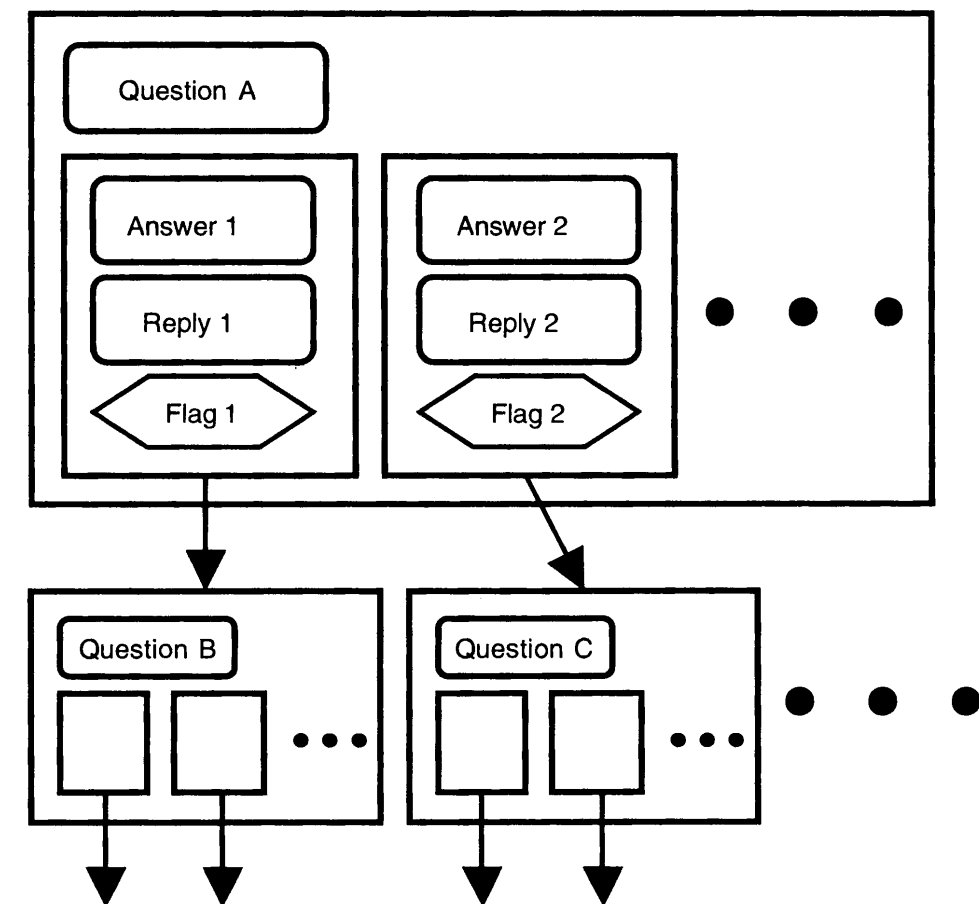 Question A
Answer 1
Answer 2
Reply 1
Reply 2
Flag 1
Flag 2
Question B
Question C